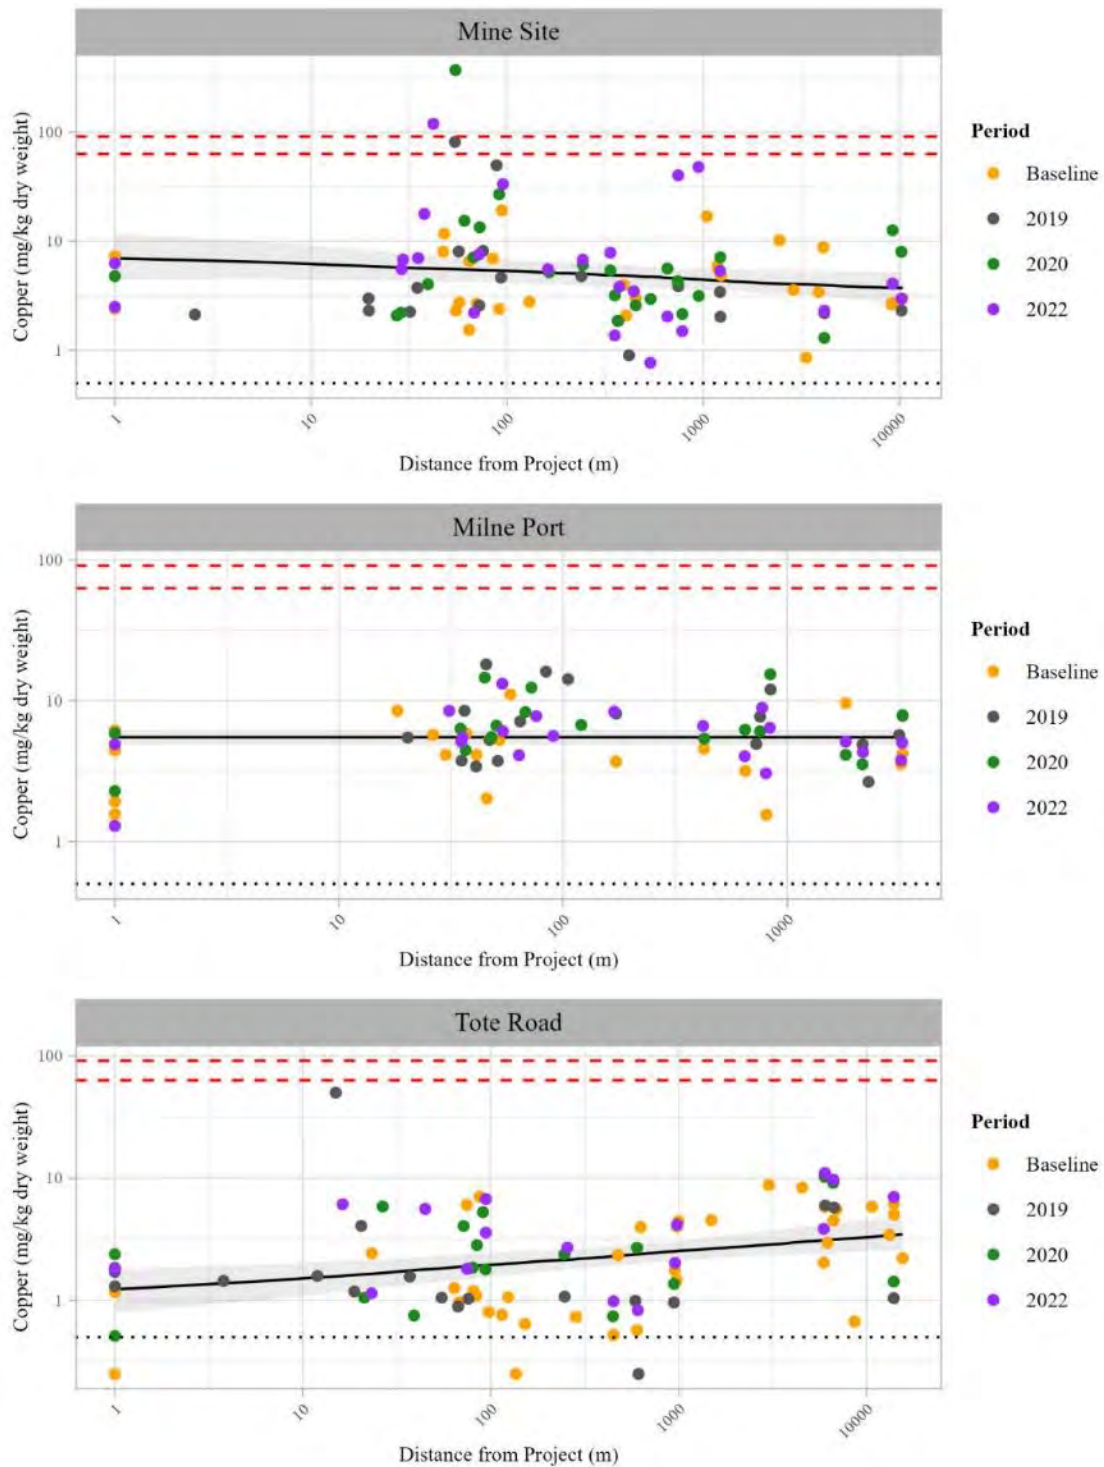 Mine Site
Copper (mg/kg dry weight)
100
10
1
1
10
100
1000
10000
Distance from Project (m)
Period
Baseline
2019
2020
2022
Milne Port
Copper (mg/kg dry weight)
100
10
1
1
10
100
1000
Distance from Project (m)
Period
Baseline
2019
2020
2022
Tote Road
Copper (mg/kg dry weight)
100
10
1
1
10
100
1000
10000
Distance from Project (m)
Period
Baseline
2019
2020
2022